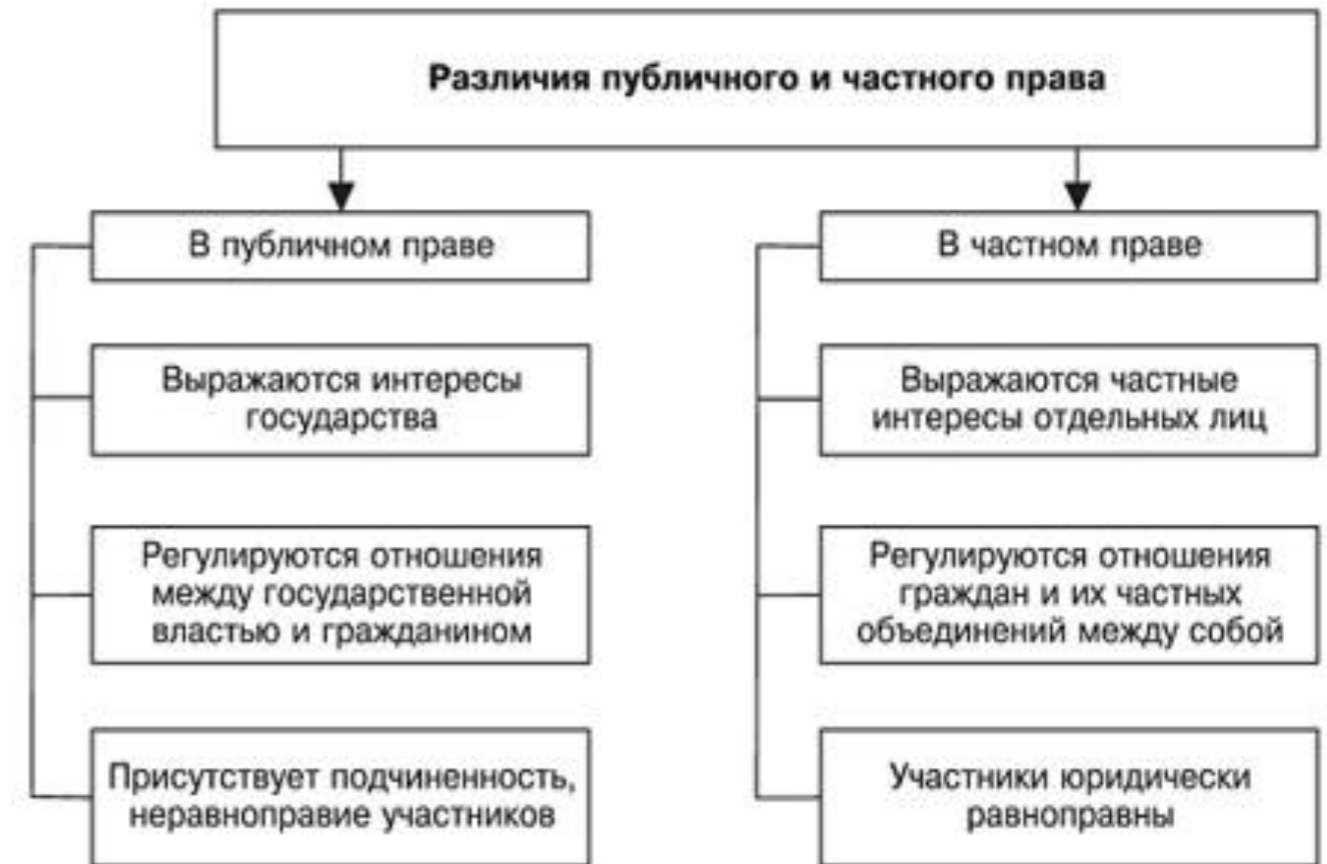 Различия публичного и частного права
В публичном праве
Выражаются интересы
государства
Регулируются отношения
между государственной
властью и гражданином
Присутствует подчиненность,
неравноправие участников
В частном праве
Выражаются частные
интересы отдельных лиц
Регулируются отношения
граждан и их частных
объединений между собой
Участники юридически
равноправны